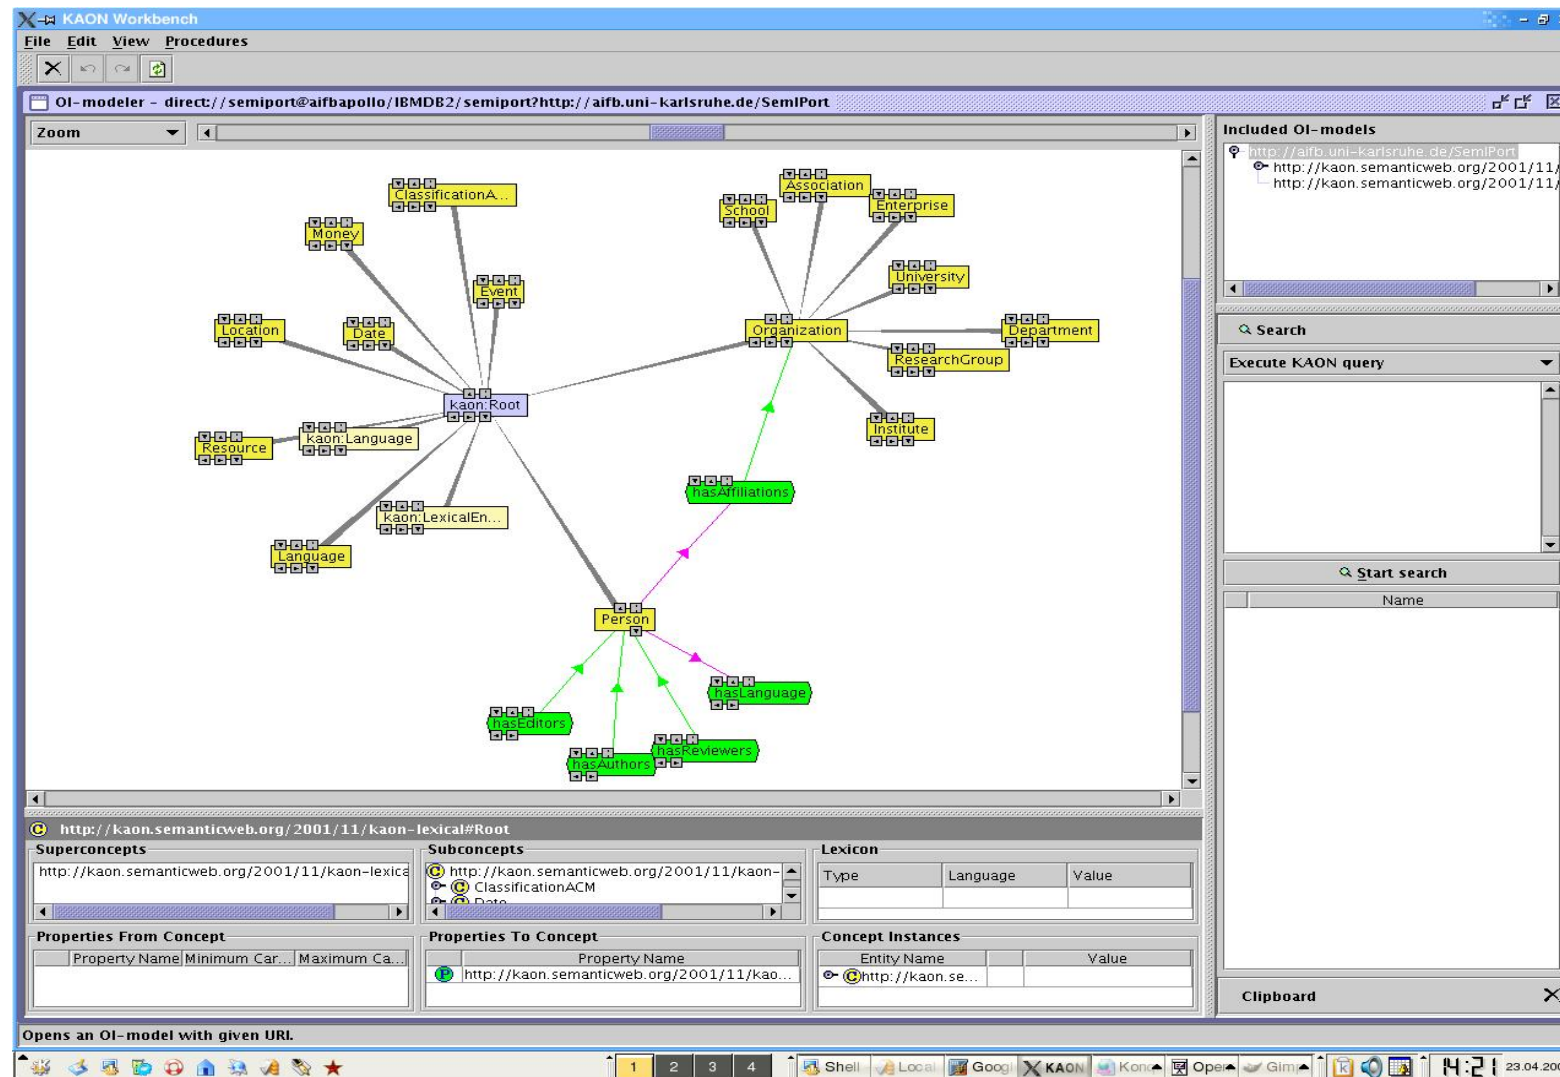 KAON Workbench
File Edit View Procedures
OI-modeler - direct://semiport@aifbapollo/IBMDB2/semiport?http://aifb.uni-karlsruhe.de/SemIPort
Zoom
ClassificationA...
Money
Event
Location
Date
kaon:Root
kaon:Language
Resource
kaon:LexicalEn...
Language
Association
School
Enterprise
University
Organization
Department
ResearchGroup
Institute
hasAffiliations
Person
hasLanguage
hasEditors
hasReviewers
hasAuthors
Included OI-models
http://aifb.uni-karlsruhe.de/SemIPort
http://kaon.semanticweb.org/2001/11/
http://kaon.semanticweb.org/2001/11/
Search
Execute KAON query
Start search
Name
Clipboard
http://kaon.semanticweb.org/2001/11/kaon-lexical#Root
Superconcepts
http://kaon.semanticweb.org/2001/11/kaon-lexica
Subconcepts
http://kaon.semanticweb.org/2001/11/kaon-
ClassificationACM
Date
Lexicon
Type Language Value
Properties From Concept
Property Name Minimum Car... Maximum Ca...
Properties To Concept
Property Name
http://kaon.semanticweb.org/2001/11/kao...
Concept Instances
Entity Name Value
http://kaon.se...
Opens an OI-model with given URL.
1 2 3 4 Shell Local Googl KAON Kon Oper Gim 14:21 23.04.200